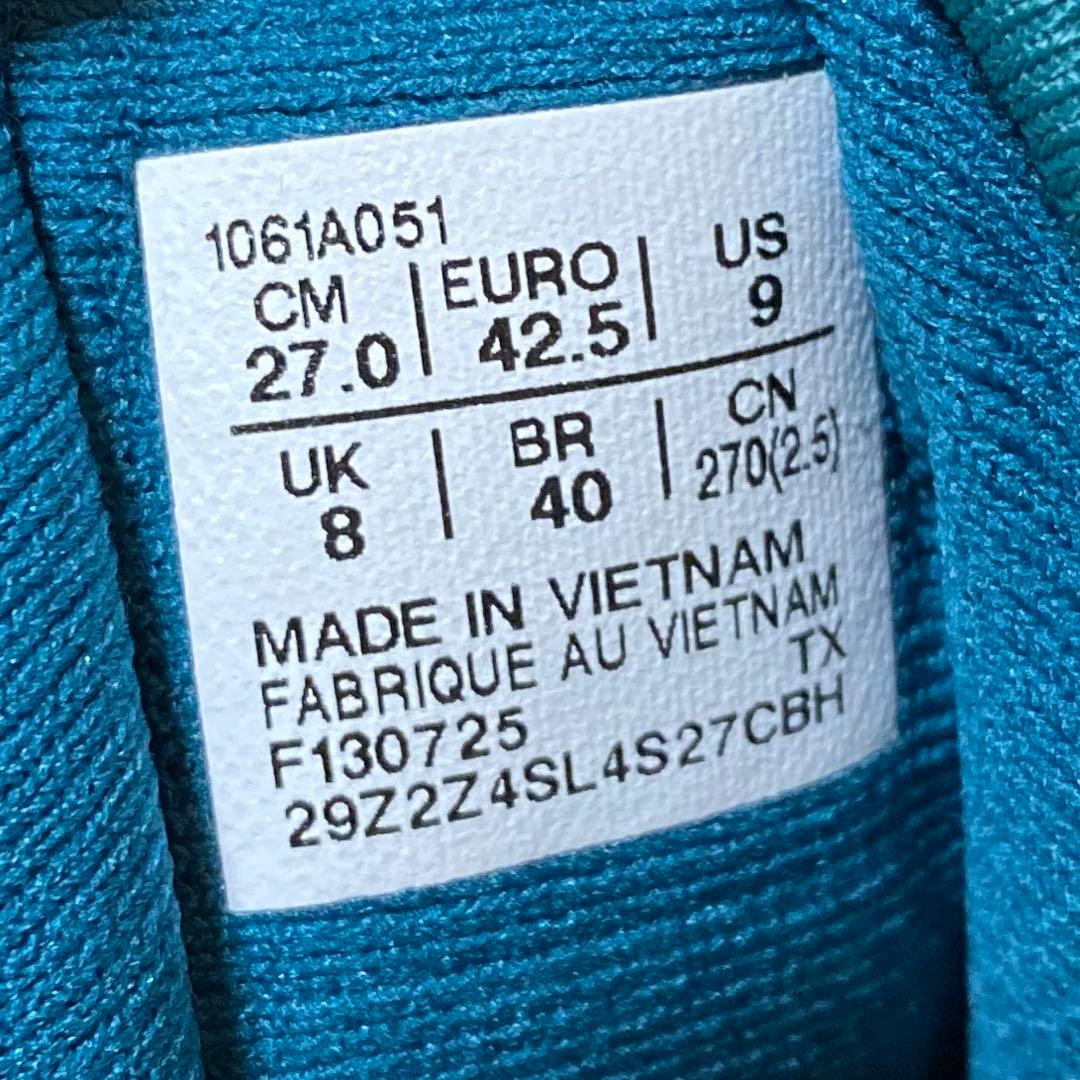 1061A051
CM | EURO | US
27.0 | 42.5 | 9
UK | BR | CN
8 | 40 | 270(2.5)
MADE IN VIETNAM
FABRIQUE AU VIETNAM
TX
F130725
29Z2Z4SL4S27CBH